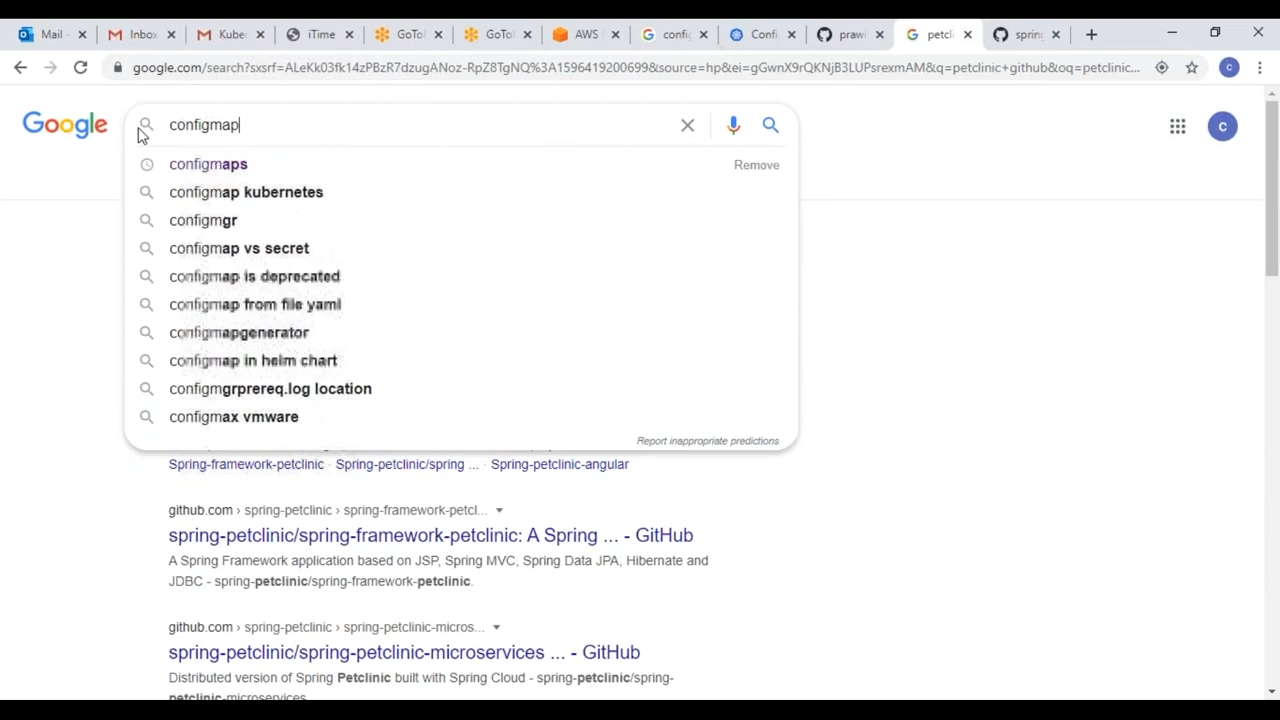 Mail -
Inbox
Kuber
iTime
GoTo
GoTo
AWS
config
Confi
prawi
petcli
spring
google.com/search?sxsrf=ALeKk03fk14zPBzR7dzugANoz-RpZ8TgNQ%3A1596419200699&source=hp&ei=gGwnX9rQKNjB3LUPsrexmAM&q=petclinic+github&oq=petclinic...
C
Google
configmap
C
configmaps
Remove
configmap kubernetes
configmgr
configmap vs secret
configmap is deprecated
configmap from file yaml
configmapgenerator
configmap in helm chart
configmgrprereq.log location
configmax vmware
Report inappropriate predictions
Spring-framework-petclinic · Spring-petclinic/spring ... · Spring-petclinic-angular
github.com › spring-petclinic › spring-framework-petcl...
spring-petclinic/spring-framework-petclinic: A Spring ... - GitHub
A Spring Framework application based on JSP, Spring MVC, Spring Data JPA, Hibernate and
JDBC - spring-petclinic/spring-framework-petclinic.
github.com › spring-petclinic › spring-petclinic-micros...
spring-petclinic/spring-petclinic-microservices ... - GitHub
Distributed version of Spring Petclinic built with Spring Cloud - spring-petclinic/spring-
petclinic-microservices